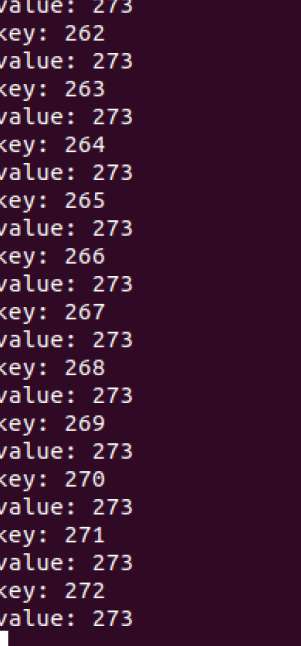 value: 273
key: 262
value: 273
key: 263
value: 273
key: 264
value: 273
key: 265
value: 273
key: 266
value: 273
key: 267
value: 273
key: 268
value: 273
key: 269
value: 273
key: 270
value: 273
key: 271
value: 273
key: 272
value: 273